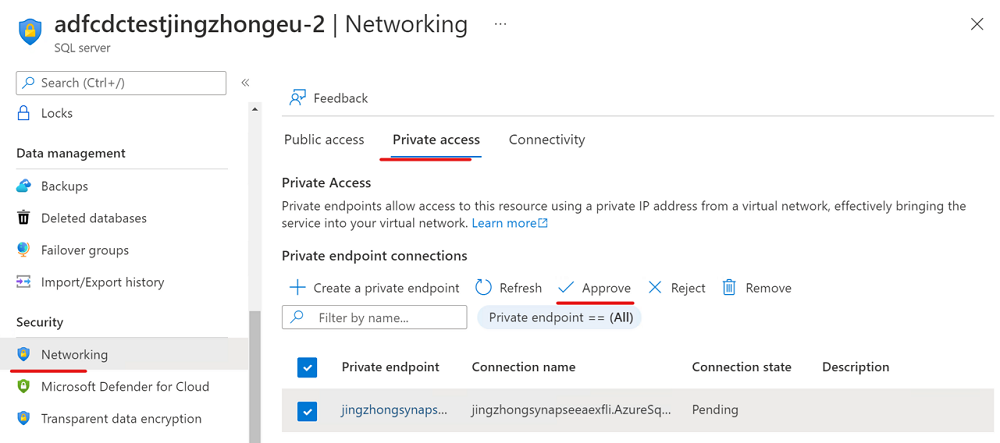 adfcdctestjingzhongeu-2 | Networking ...
SQL server
Search (Ctrl+/)
«
Locks
Data management
Backups
Deleted databases
Failover groups
Import/Export history
Security
Networking
Microsoft Defender for Cloud
Transparent data encryption
Feedback
Public access Private access Connectivity
Private Access
Private endpoints allow access to this resource using a private IP address from a virtual network, effectively bringing the
service into your virtual network. Learn more
Private endpoint connections
Create a private endpoint Refresh Approve Reject Remove
Filter by name... Private endpoint == (All)
Private endpoint Connection name Connection state Description
jingzhongsynaps... jingzhongsynapseeaexfli.AzureSq... Pending